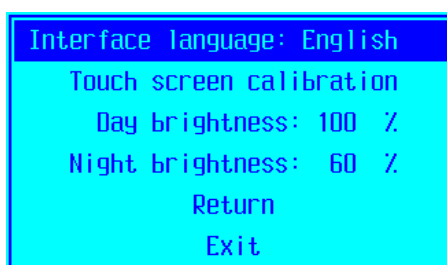 Interface language: English
Touch screen calibration
Day brightness: 100 %
Night brightness: 60 %
Return
Exit